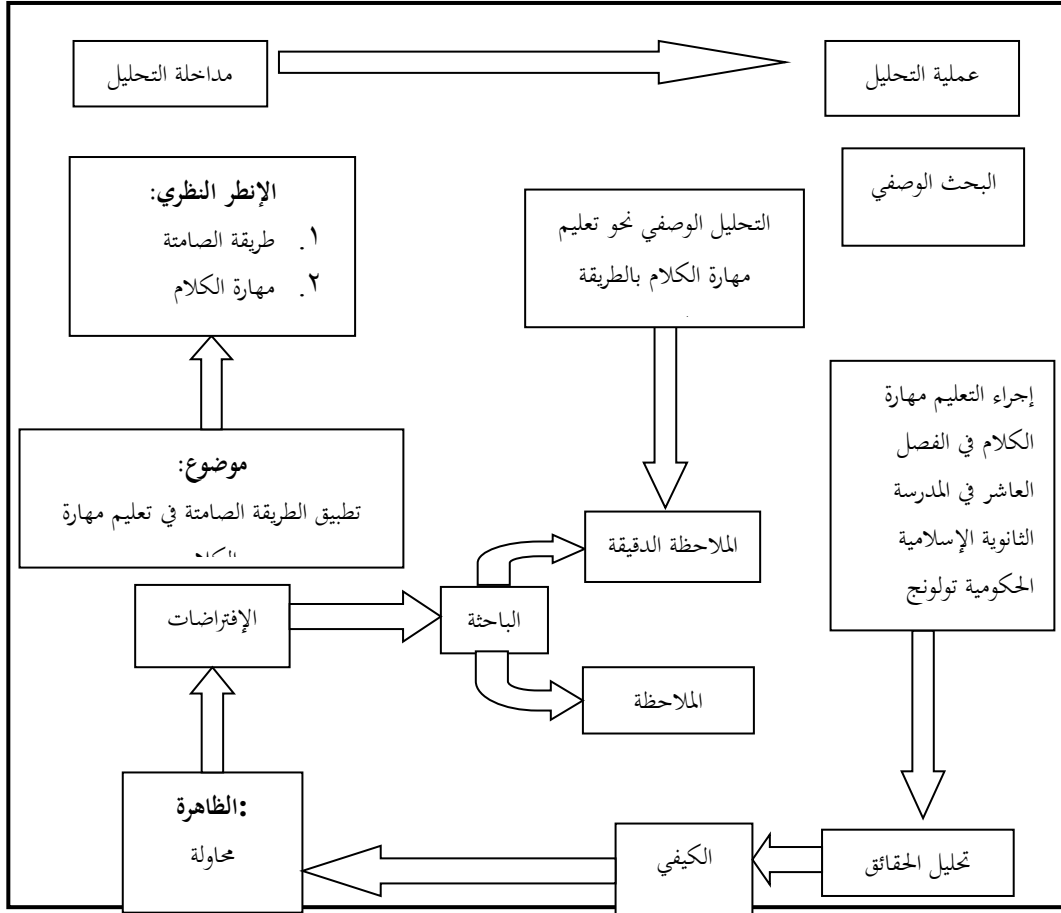 مداخلة التحليل
عملية التحليل
البحث الوصفي
الإنطر النظري:
١. طريقة الصامتة
٢. مهارة الكلام
التحليل الوصفي نحو تعليم
مهارة الكلام بالطريقة
موضوع:
تطبيق الطريقة الصامتة في تعليم مهارة
إجراء التعليم مهارة
الكلام في الفصل
العاشر في المدرسة
الثانوية الإسلامية
الحكومية تولونج
الملاحظة الدقيقة
الإفتراضات
الباحثة
الملاحظة
:الظاهرة
محاولة
الكيفي
تحليل الحقائق